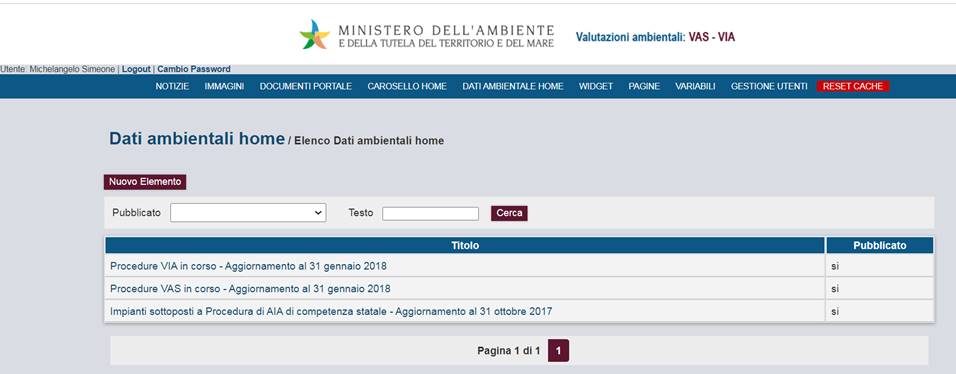 MINISTERO DELL'AMBIENTE
E DELLA TUTELA DEL TERRITORIO E DEL MARE
Valutazioni ambientali: VAS - VIA
Utente: Michelangelo Simeone | Logout | Cambio Password
NOTIZIE IMMAGINI DOCUMENTI PORTALE CAROSELLO HOME DATI AMBIENTALE HOME WIDGET PAGINE VARIABILI GESTIONE UTENTI RESET CACHE
Dati ambientali home / Elenco Dati ambientali home
Nuovo Elemento
Pubblicato Testo Cerca
Titolo Pubblicato
Procedure VIA in corso - Aggiornamento al 31 gennaio 2018 si
Procedure VAS in corso - Aggiornamento al 31 gennaio 2018 si
Impianti sottoposti a Procedura di AIA di competenza statale - Aggiornamento al 31 ottobre 2017 si
Pagina 1 di 1 1